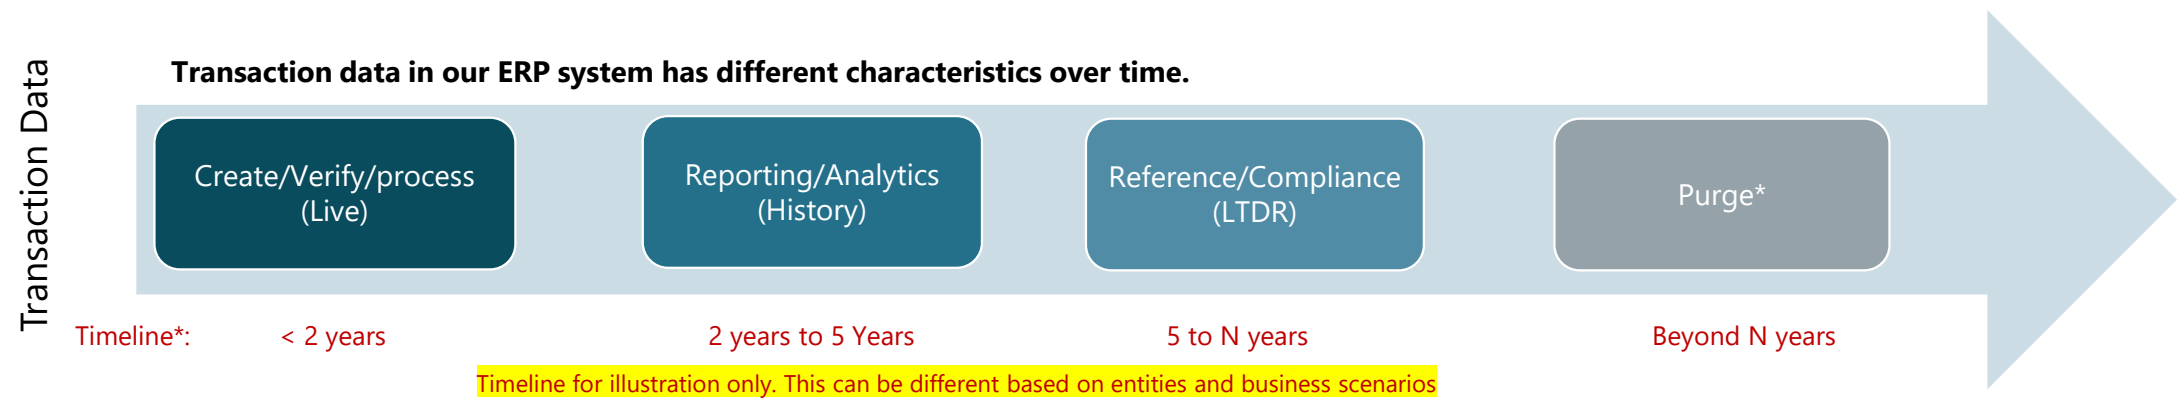 Transaction Data
Transaction data in our ERP system has different characteristics over time.
Create/Verify/process
(Live)
Reporting/Analytics
(History)
Reference/Compliance
(LTDR)
Purge*
Timeline*:
< 2 years
2 years to 5 Years
5 to N years
Beyond N years
Timeline for illustration only. This can be different based on entities and business scenarios